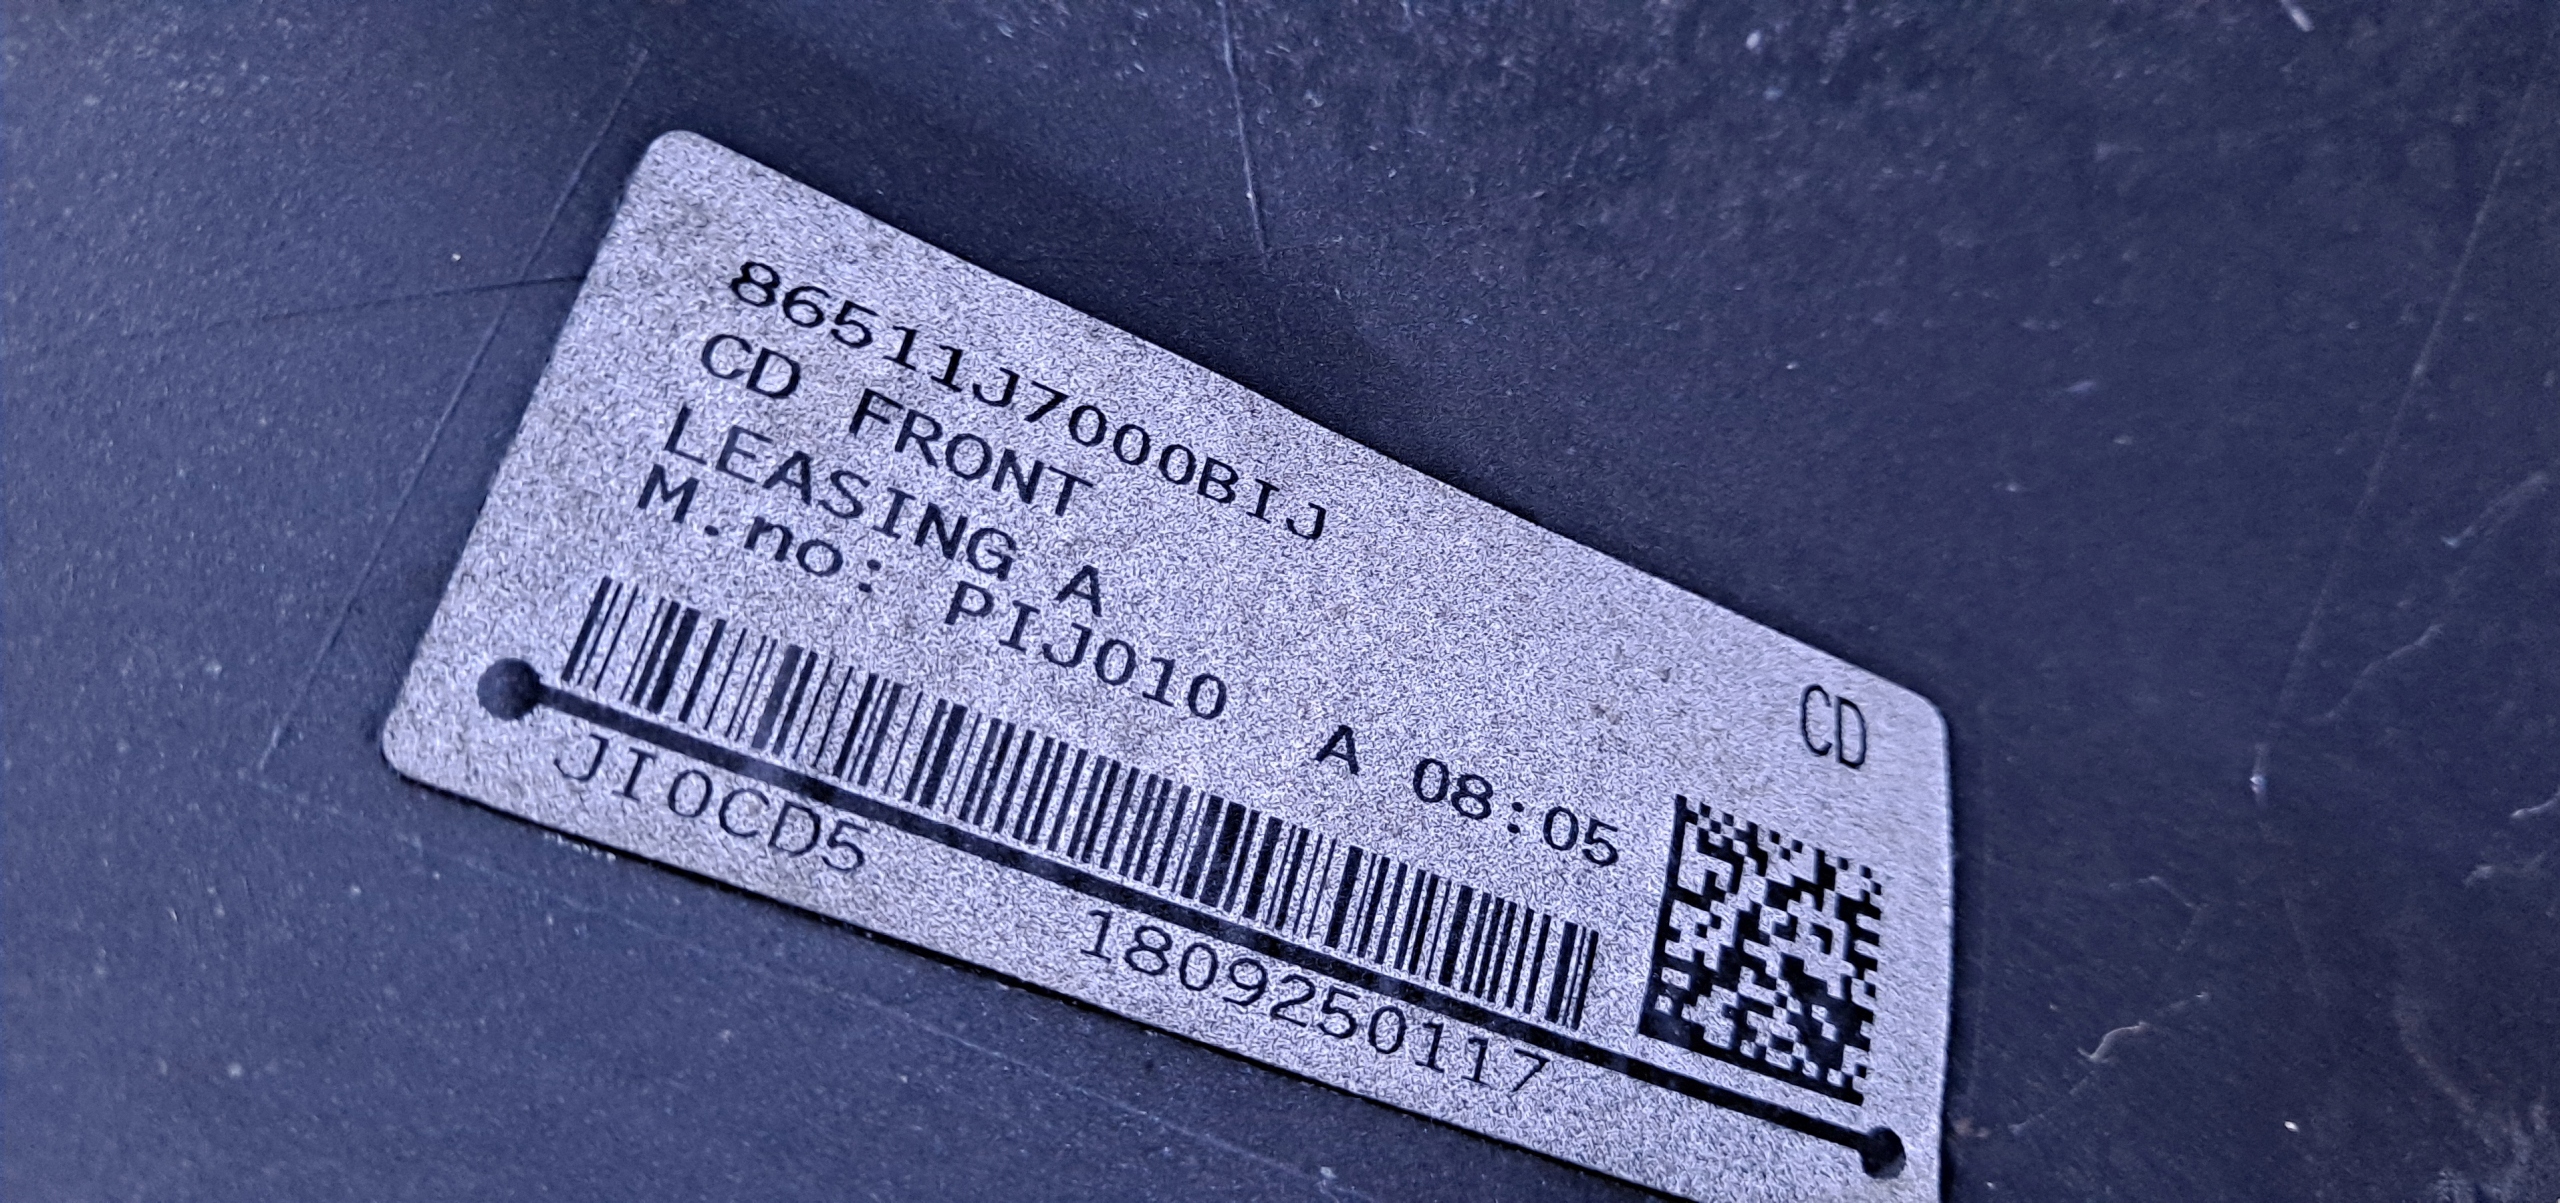 86511J7000BIJ
CD FRONT
LEASING A
M.no: PIJ010 A 08:05
CD
JI0CD5 1809250117